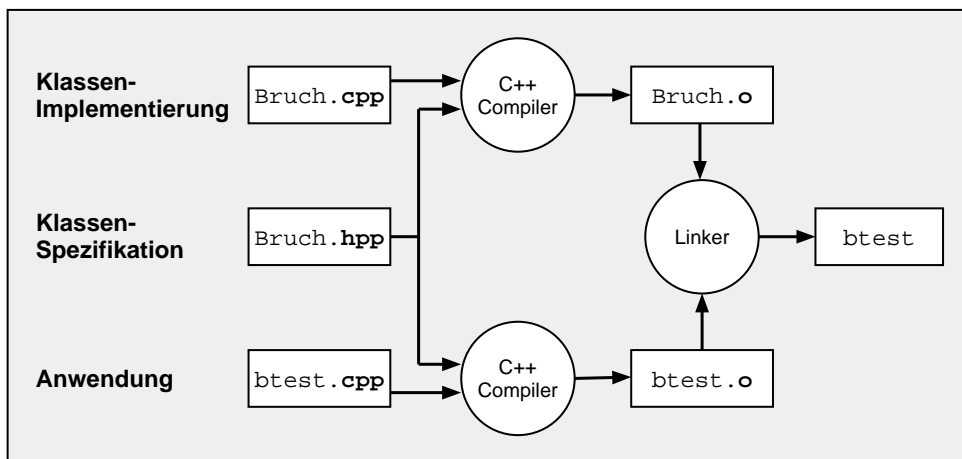 Klassen-
Implementierung
Bruch.cpp
C++
Compiler
Bruch.o
Klassen-
Spezifikation
Bruch.hpp
Linker
btest
Anwendung
btest.cpp
C++
Compiler
btest.o